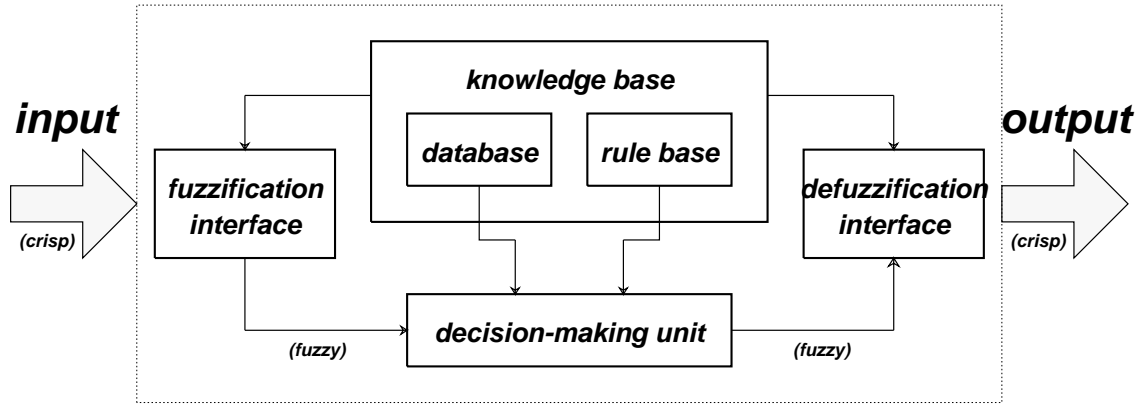 knowledge base
input
output
database
rule base
fuzzification
interface
defuzzification
interface
(crisp)
(crisp)
decision-making unit
(fuzzy)
(fuzzy)